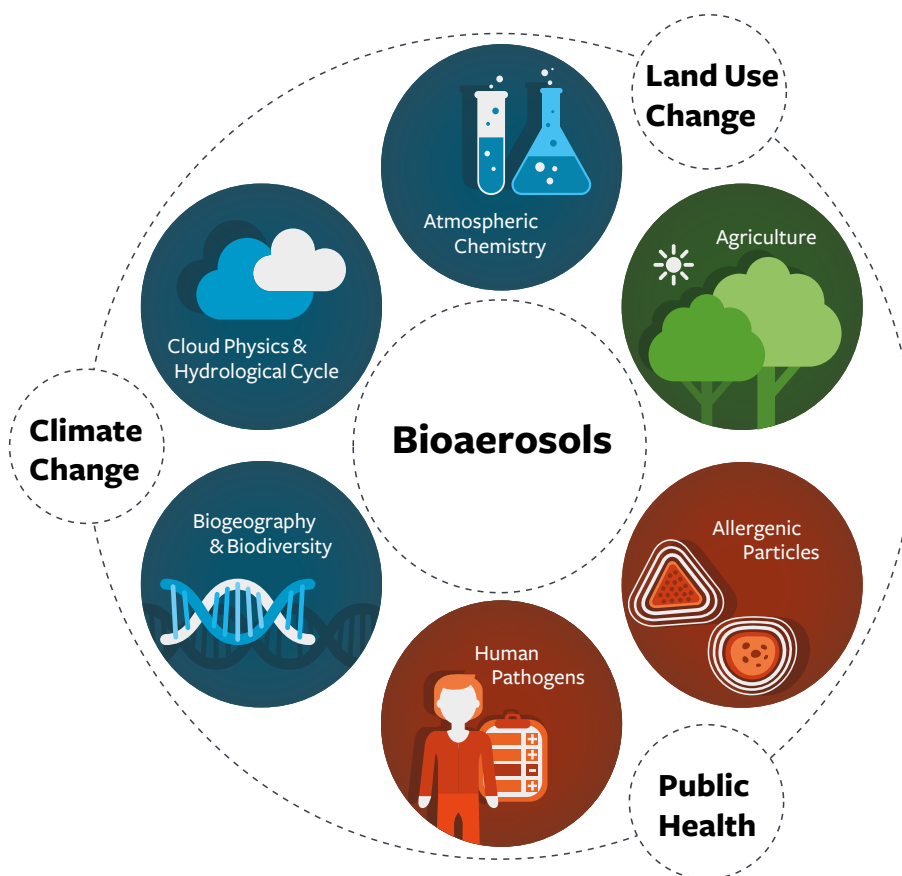 Land Use
Change
Atmospheric
Chemistry
Agriculture
Cloud Physics &
Hydrological Cycle
Climate
Change
Bioaerosols
Biogeography
& Biodiversity
Allergenic
Particles
Human
Pathogens
Public
Health